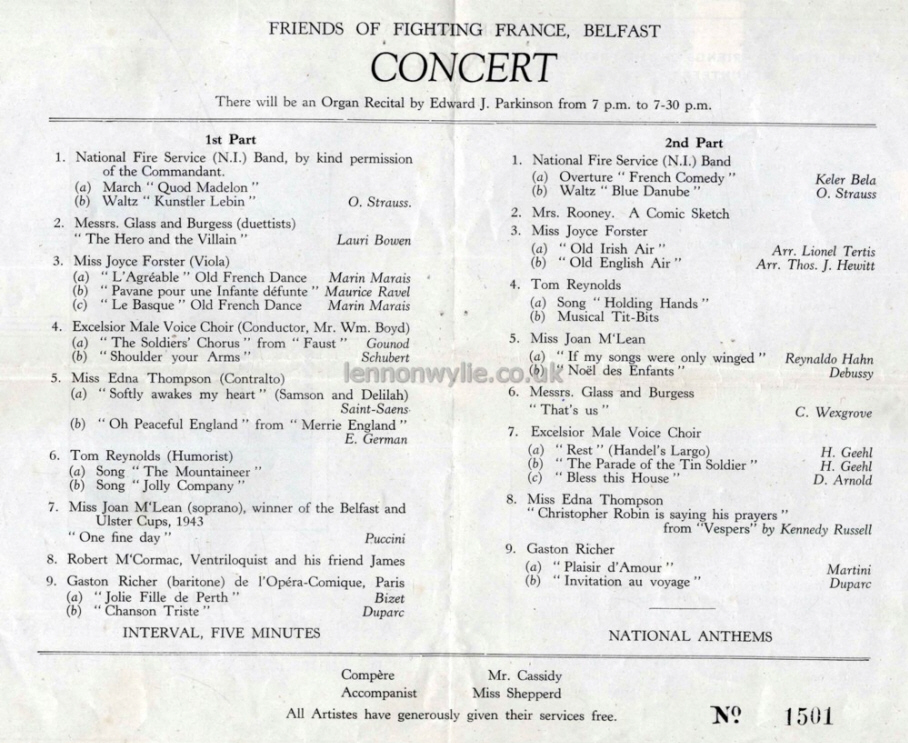 FRIENDS OF FIGHTING FRANCE, BELFAST
CONCERT
There will be an Organ Recital by Edward J. Parkinson from 7 p.m. to 7-30 p.m.
1st Part
1. National Fire Service (N.I.) Band, by kind permission
of the Commandant.
(a) March " Quod Madelon "
(b) Waltz " Kunstler Lebin " O. Strauss.
2. Messrs. Glass and Burgess (duettists)
" The Hero and the Villain " Lauri Bowen
3. Miss Joyce Forster (Viola)
(a) " L'Agréable " Old French Dance Marin Marais
(b) " Pavane pour une Infante défunte " Maurice Ravel
(c) " Le Basque " Old French Dance Marin Marais
4. Excelsior Male Voice Choir (Conductor, Mr. Wm. Boyd)
(a) " The Soldiers' Chorus " from " Faust " Gounod
(b) " Shoulder your Arms " Schubert
5. Miss Edna Thompson (Contralto)
(a) " Softly awakes my heart " (Samson and Delilah)
Saint-Saens
(b) " Oh Peaceful England " from " Merrie England "
E. German
6. Tom Reynolds (Humorist)
(a) Song " The Mountaineer "
(b) Song " Jolly Company "
7. Miss Joan M'Lean (soprano), winner of the Belfast and
Ulster Cups, 1943
" One fine day " Puccini
8. Robert M'Cormac, Ventriloquist and his friend James
9. Gaston Richer (baritone) de l'Opéra-Comique, Paris
(a) " Jolie Fille de Perth " Bizet
(b) " Chanson Triste " Duparc
INTERVAL, FIVE MINUTES
2nd Part
1. National Fire Service (N.I.) Band
(a) Overture " French Comedy " Keler Bela
(b) Waltz " Blue Danube " O. Strauss
2. Mrs. Rooney. A Comic Sketch
3. Miss Joyce Forster
(a) " Old Irish Air " Arr. Lionel Tertis
(b) " Old English Air " Arr. Thos. J. Hewitt
4. Tom Reynolds
(a) Song " Holding Hands "
(b) Musical Tit-Bits
5. Miss Joan M'Lean
(a) " If my songs were only winged " Reynaldo Hahn
(b) " Noël des Enfants " Debussy
6. Messrs. Glass and Burgess
" That's us " C. Wexgrove
7. Excelsior Male Voice Choir
(a) " Rest " (Handel's Largo) H. Geehl
(b) " The Parade of the Tin Soldier " H. Geehl
(c) " Bless this House " D. Arnold
8. Miss Edna Thompson
" Christopher Robin is saying his prayers "
from " Vespers " by Kennedy Russell
9. Gaston Richer
(a) " Plaisir d'Amour " Martini
(b) " Invitation au voyage " Duparc
NATIONAL ANTHEMS
lennonwylie.co.uk
Compère Mr. Cassidy
Accompanist Miss Shepperd
All Artistes have generously given their services free.
No. 1501